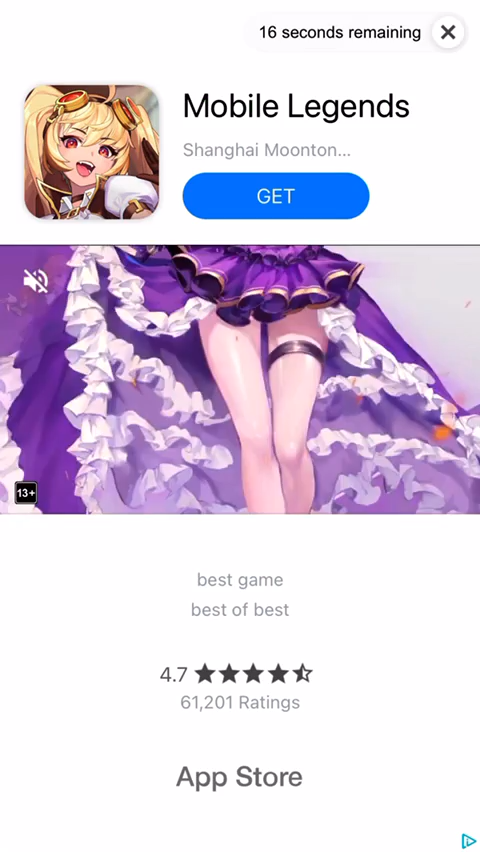 16 seconds remaining
Mobile Legends
Shanghai Moonton...
GET
13+
best game
best of best
4.7
61,201 Ratings
App Store